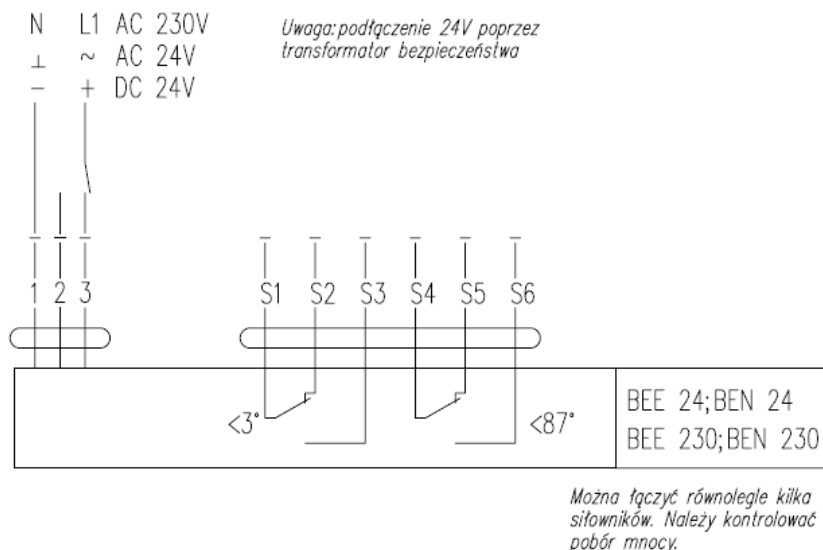 N L1 AC 230V
⊥ ~ AC 24V
− + DC 24V
Uwaga: podłączenie 24V poprzez
transformator bezpieczeństwa
1 2 3 S1 S2 S3 S4 S5 S6
<3° <87°
BEE 24;BEN 24
BEE 230;BEN 230
Można łączyć równolegle kilka
siłowników. Należy kontrolować
pobór mnocy.